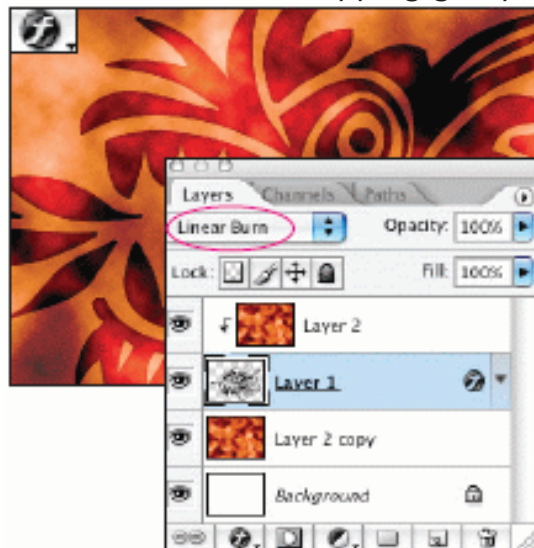 Layers Channels Paths
Linear Burn Opacity: 100%
Lock: Fill: 100%
Layer 2
Layer 1
Layer 2 copy
Background